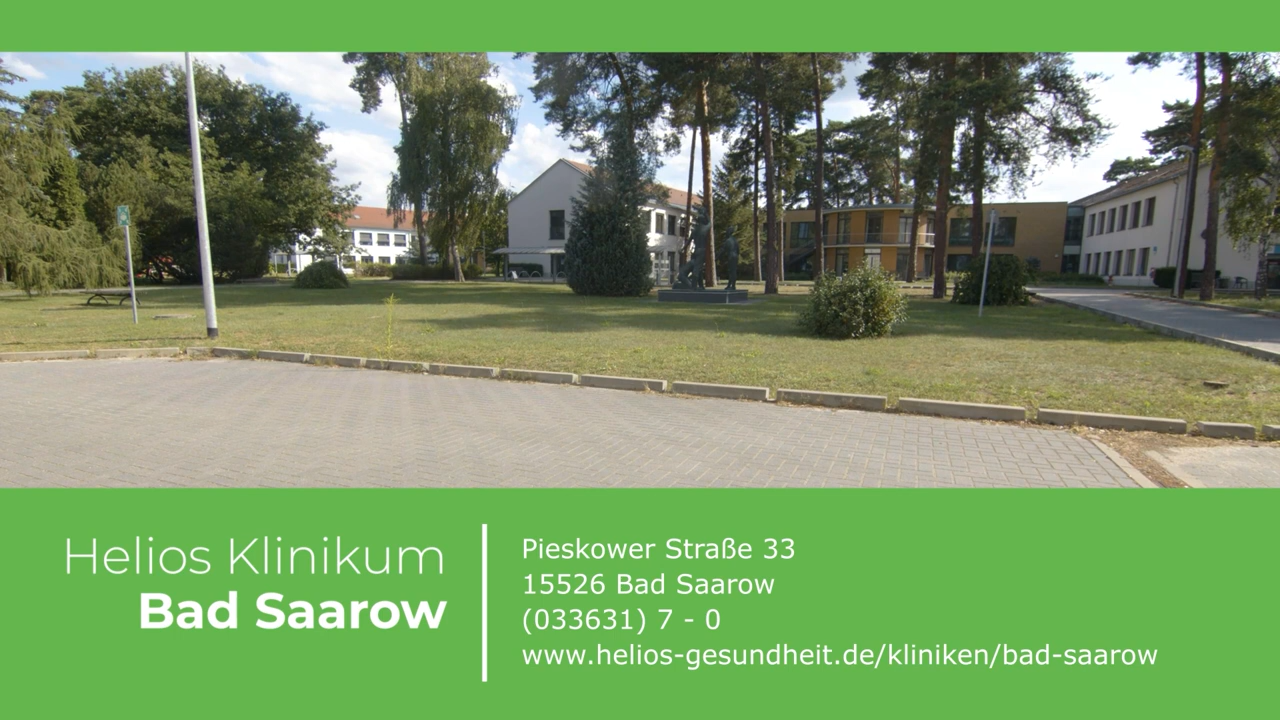 Helios Klinikum
Bad Saarow
Pieskower Straße 33
15526 Bad Saarow
(033631) 7 - 0
www.helios-gesundheit.de/kliniken/bad-saarow